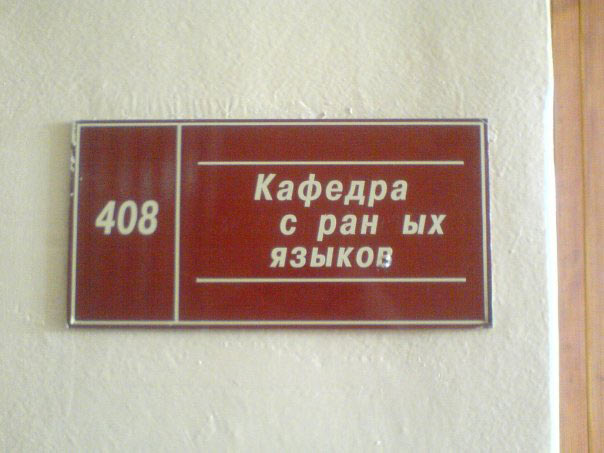 408
Кафедра
с ран ых
языков